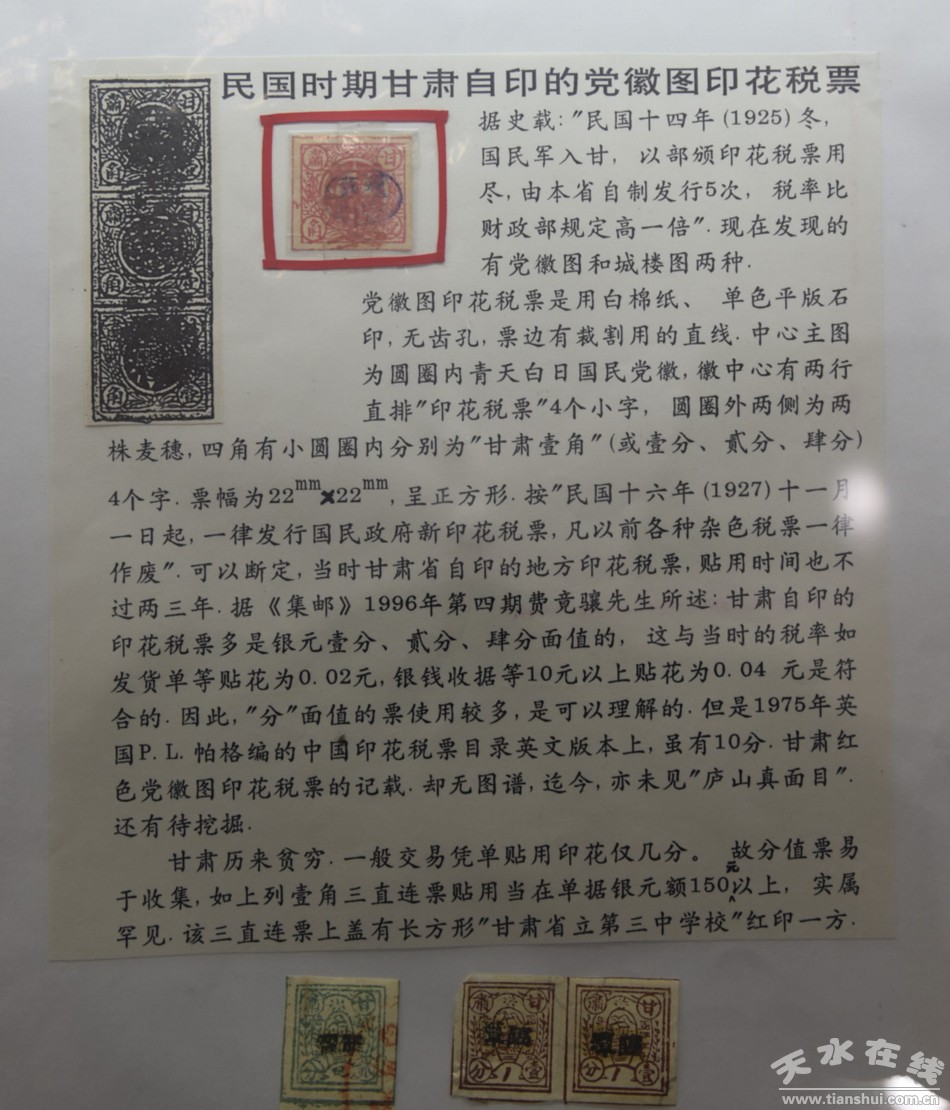 民国时期甘肃自印的党徽图印花税票
据史载:"民国十四年(1925)冬,
国民军入甘, 以部颁印花税票用
尽,由本省自制发行5次, 税率比
财政部规定高一倍".现在发现的
有党徽图和城楼图两种.
党徽图印花税票是用白棉纸、 单色平版石
印,无齿孔,票边有裁割用的直线.中心主图
为圆圈内青天白日国民党徽,徽中心有两行
直排"印花税票"4个小字, 圆圈外两侧为两
株麦穗,四角有小圆圈内分别为"甘肃壹角"(或壹分、贰分、肆分)
4个字.票幅为22mm×22mm,呈正方形.按"民国十六年(1927)十一月
一日起,一律发行国民政府新印花税票,凡以前各种杂色税票一律
作废".可以断定,当时甘肃省自印的地方印花税票,贴用时间也不
过两三年.据《集邮》1996年第四期费竟骧先生所述:甘肃自印的
印花税票多是银元壹分、贰分、肆分面值的, 这与当时的税率如
发货单等贴花为0.02元,银钱收据等10元以上贴花为0.04 元是符
合的.因此,"分"面值的票使用较多,是可以理解的.但是1975年英
国P.L.帕格编的中国印花税票目录英文版本上,虽有10分.甘肃红
色党徽图印花税票的记载.却无图谱,迄今,亦未见"庐山真面目".
还有待挖掘.
甘肃历来贫穷.一般交易凭单贴用印花仅几分。 故分值票易
于收集,如上列壹角三直连票贴用当在单据银元额150元以上, 实属
罕见.该三直连票上盖有长方形"甘肃省立第三中学校"红印一方.
甘 肅
壹 角
甘 肅
分
甘 肅
壹 分
1
甘 肅
壹 分
1
天水在线
www.tianshui.com.cn